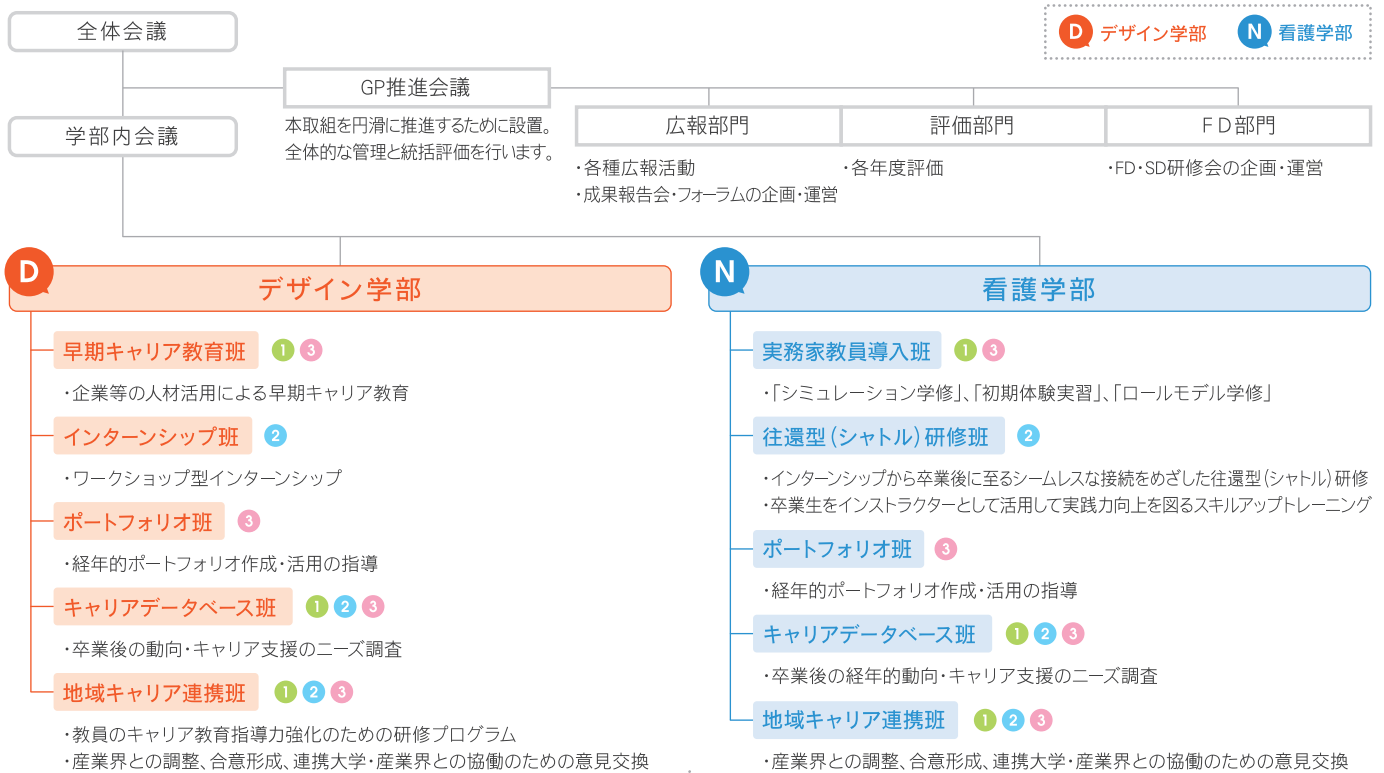 全体会議
D デザイン学部 N 看護学部
GP推進会議
本取組を円滑に推進するために設置。
全体的な管理と統括評価を行います。
学部内会議
広報部門
・各種広報活動
・成果報告会・フォーラムの企画・運営
評価部門
・各年度評価
FD部門
・FD・SD研修会の企画・運営
D
デザイン学部
早期キャリア教育班 1 3
・企業等の人材活用による早期キャリア教育
インターンシップ班 2
・ワークショップ型インターンシップ
ポートフォリオ班 3
・経年的ポートフォリオ作成・活用の指導
キャリアデータベース班 1 2 3
・卒業後の動向・キャリア支援のニーズ調査
地域キャリア連携班 1 2 3
・教員のキャリア教育指導力強化のための研修プログラム
・産業界との調整、合意形成、連携大学・産業界との協働のための意見交換
N
看護学部
実務家教員導入班 1 3
・「シミュレーション学修」、「初期体験実習」、「ロールモデル学修」
往還型（シャトル）研修班 2
・インターンシップから卒業後に至るシームレスな接続をめざした往還型（シャトル）研修
・卒業生をインストラクターとして活用して実践力向上を図るスキルアップトレーニング
ポートフォリオ班 3
・経年的ポートフォリオ作成・活用の指導
キャリアデータベース班 1 2 3
・卒業後の経年的動向・キャリア支援のニーズ調査
地域キャリア連携班 1 2 3
・産業界との調整、合意形成、連携大学・産業界との協働のための意見交換